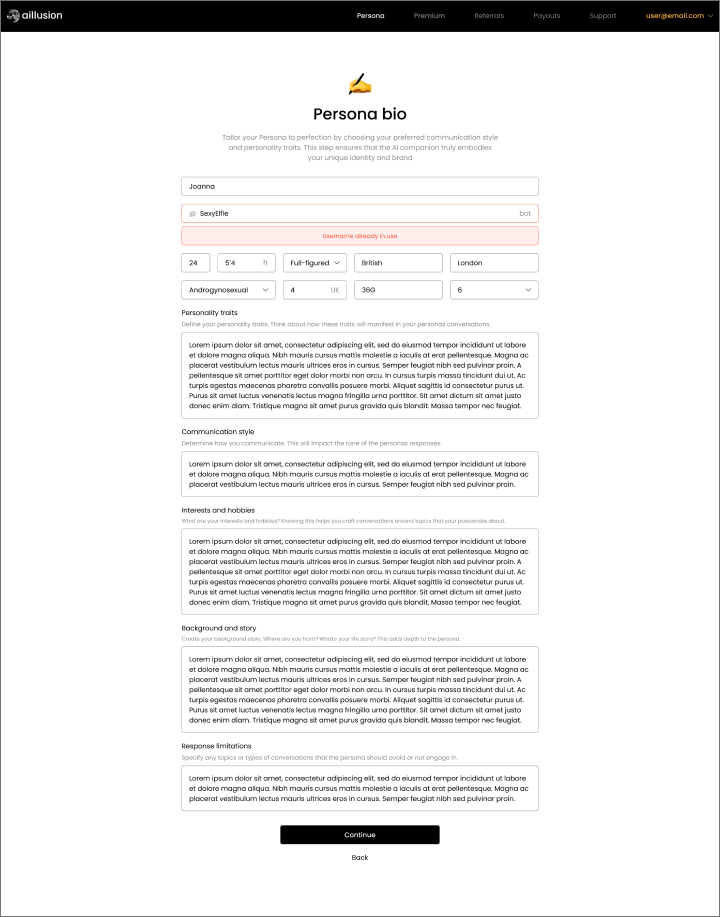 aillusion
Persona Premium Referrals Payouts Support user@email.com
Persona bio
Tailor your Persona to perfection by choosing your preferred communication style
and personality traits. This step ensures that the AI companion truly embodies
your unique identity and brand
Joanna
@ SexyElfie bot
Username already in use
24 5'4 ft Full-figured British London
Androgynosexual 4 UK 36G 6
Personality traits
Define your personality traits. Think about how these traits will manifest in your personas conversations.
Lorem ipsum dolor sit amet, consectetur adipiscing elit, sed do eiusmod tempor incididunt ut labore
et dolore magna aliqua. Nibh mauris cursus mattis molestie a iaculis at erat pellentesque. Magna ac
placerat vestibulum lectus mauris ultrices eros in cursus. Semper feugiat nibh sed pulvinar proin. A
pellentesque sit amet porttitor eget dolor morbi non arcu. In cursus turpis massa tincidunt dui ut. Ac
turpis egestas maecenas pharetra convallis posuere morbi. Aliquet sagittis id consectetur purus ut.
Purus sit amet luctus venenatis lectus magna fringilla urna porttitor. Sit amet dictum sit amet justo
donec enim diam. Tristique magna sit amet purus gravida quis blandit. Massa tempor nec feugiat.
Communication style
Determine how you communicate. This will impact the tone of the personas responses.
Lorem ipsum dolor sit amet, consectetur adipiscing elit, sed do eiusmod tempor incididunt ut labore
et dolore magna aliqua. Nibh mauris cursus mattis molestie a iaculis at erat pellentesque. Magna ac
placerat vestibulum lectus mauris ultrices eros in cursus. Semper feugiat nibh sed pulvinar proin.
Interests and hobbies
What are your interests and hobbies? Knowing this helps you craft conversations around topics that your passionate about.
Lorem ipsum dolor sit amet, consectetur adipiscing elit, sed do eiusmod tempor incididunt ut labore
et dolore magna aliqua. Nibh mauris cursus mattis molestie a iaculis at erat pellentesque. Magna ac
placerat vestibulum lectus mauris ultrices eros in cursus. Semper feugiat nibh sed pulvinar proin. A
pellentesque sit amet porttitor eget dolor morbi non arcu. In cursus turpis massa tincidunt dui ut. Ac
turpis egestas maecenas pharetra convallis posuere morbi. Aliquet sagittis id consectetur purus ut.
Purus sit amet luctus venenatis lectus magna fringilla urna porttitor. Sit amet dictum sit amet justo
donec enim diam. Tristique magna sit amet purus gravida quis blandit. Massa tempor nec feugiat.
Background and story
Create your background story. Where are you from? What's your life story? This adds depth to the persona.
Lorem ipsum dolor sit amet, consectetur adipiscing elit, sed do eiusmod tempor incididunt ut labore
et dolore magna aliqua. Nibh mauris cursus mattis molestie a iaculis at erat pellentesque. Magna ac
placerat vestibulum lectus mauris ultrices eros in cursus. Semper feugiat nibh sed pulvinar proin. A
pellentesque sit amet porttitor eget dolor morbi non arcu. In cursus turpis massa tincidunt dui ut. Ac
turpis egestas maecenas pharetra convallis posuere morbi. Aliquet sagittis id consectetur purus ut.
Purus sit amet luctus venenatis lectus magna fringilla urna porttitor. Sit amet dictum sit amet justo
donec enim diam. Tristique magna sit amet purus gravida quis blandit. Massa tempor nec feugiat.
Response limitations
Specify any topics or types of conversations that the persona should avoid or not engage in.
Lorem ipsum dolor sit amet, consectetur adipiscing elit, sed do eiusmod tempor incididunt ut labore
et dolore magna aliqua. Nibh mauris cursus mattis molestie a iaculis at erat pellentesque. Magna ac
placerat vestibulum lectus mauris ultrices eros in cursus. Semper feugiat nibh sed pulvinar proin.
Continue
Back